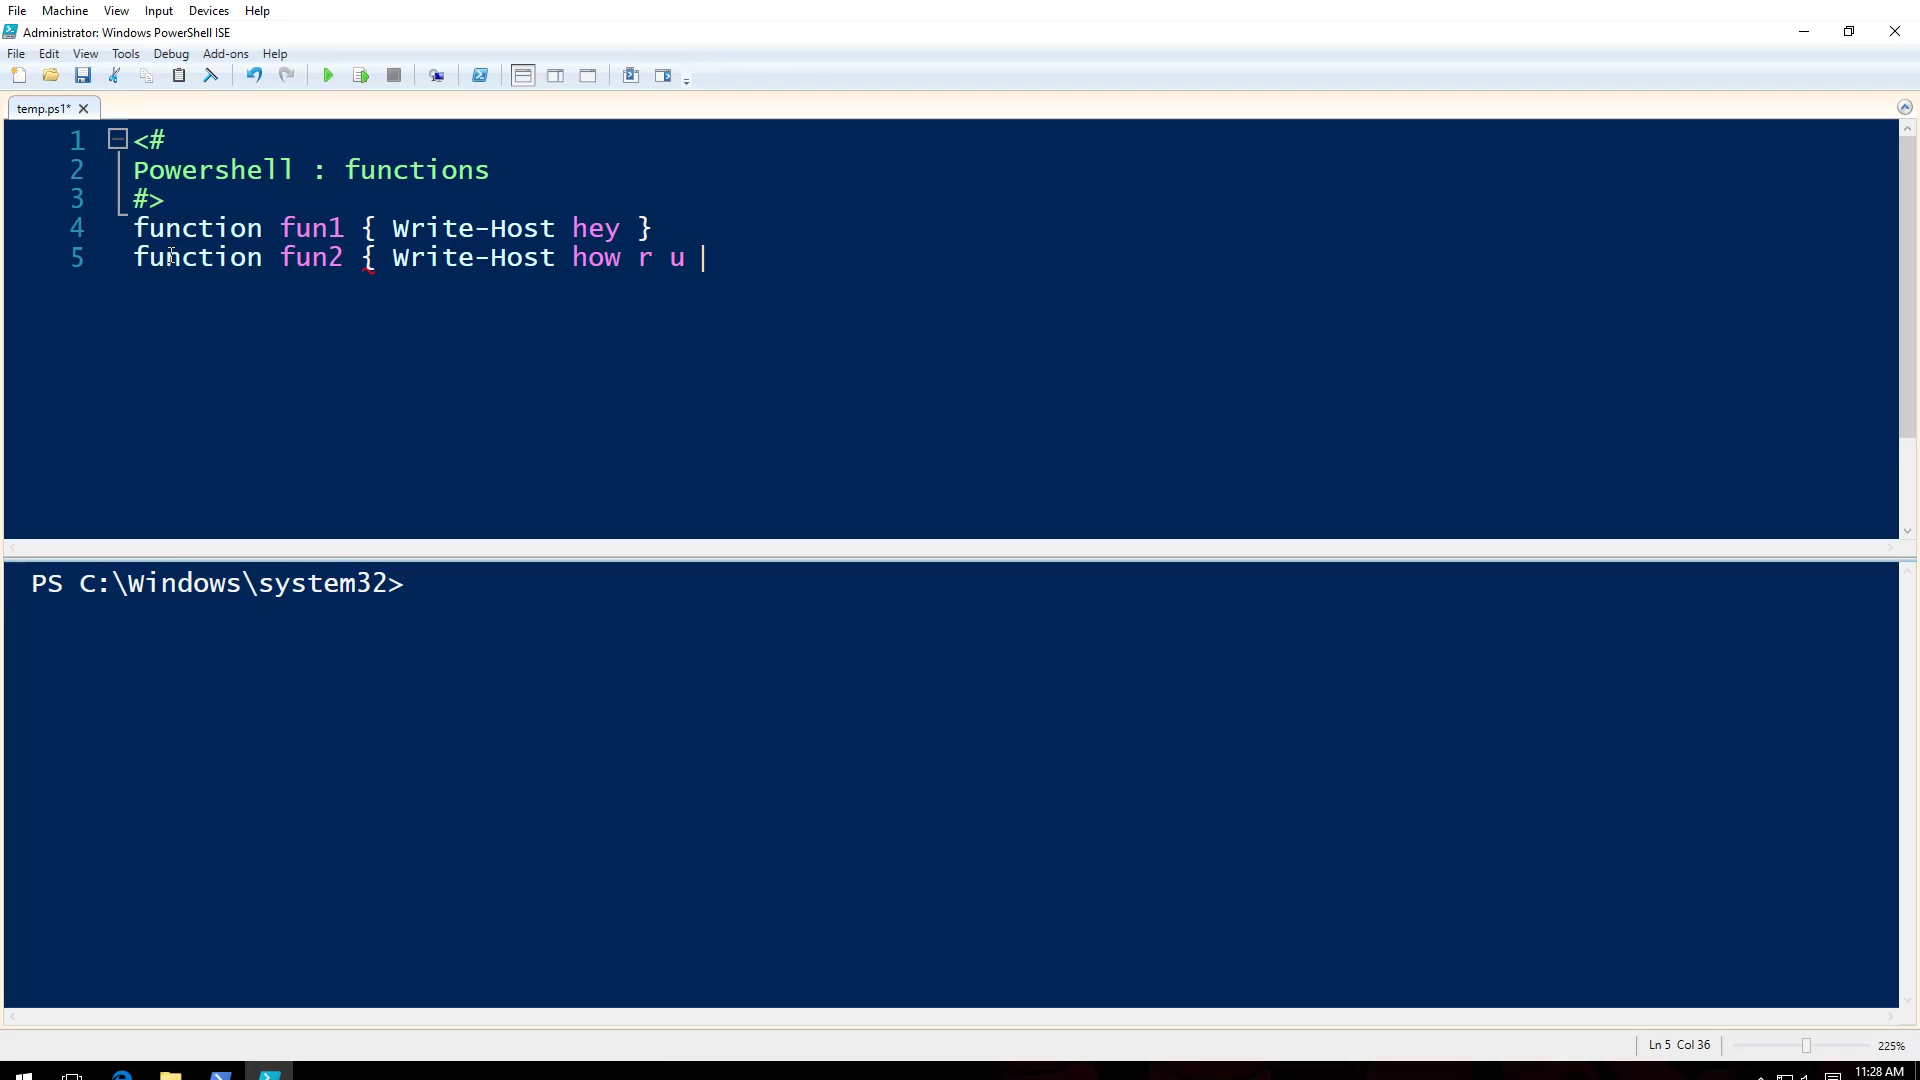 File Machine View Input Devices Help
Administrator: Windows PowerShell ISE
File Edit View Tools Debug Add-ons Help
temp.ps1*
1 <#
2 Powershell : functions
3 #>
4 function fun1 { Write-Host hey }
5 function fun2 { Write-Host how r u
PS C:\Windows\system32>
Ln 5 Col 36 225%
11:28 AM